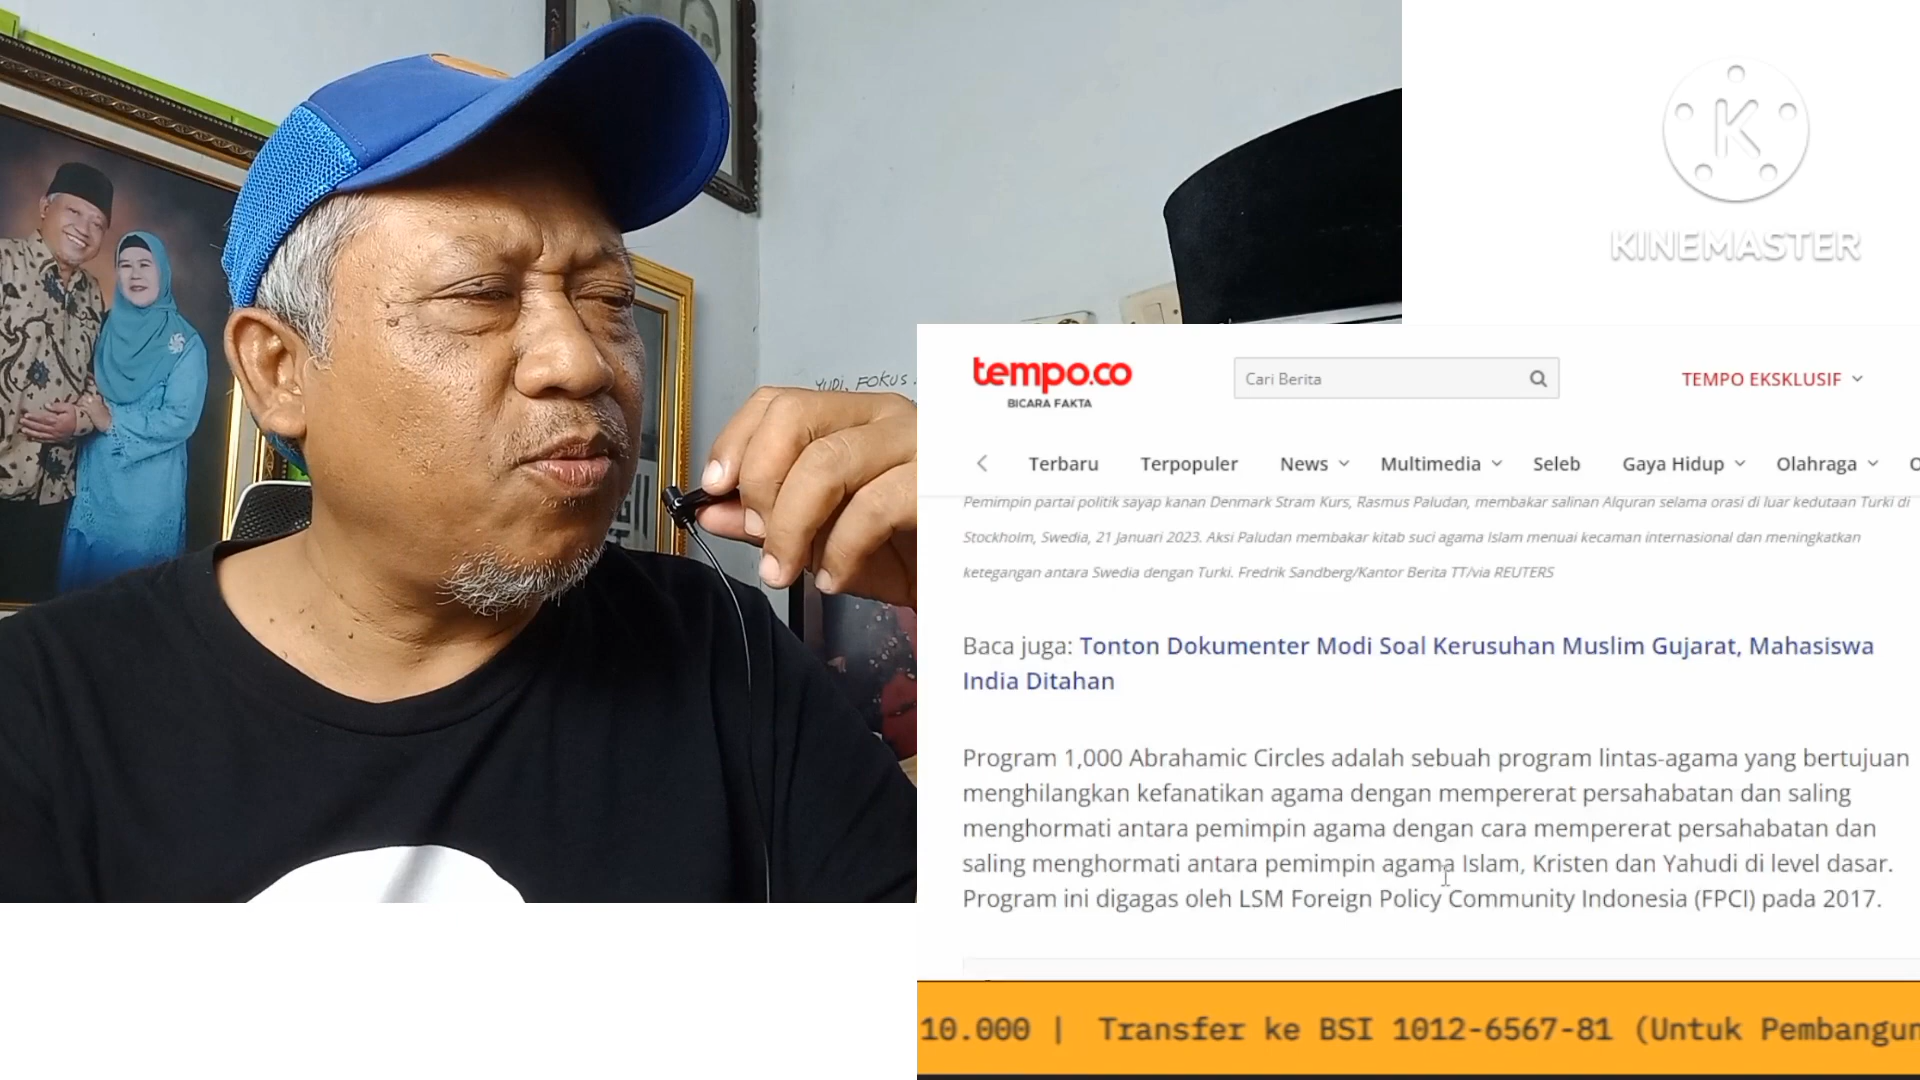 KINEMASTER
YUDI, FOKUS.
tempo.co
BICARA FAKTA
Cari Berita
TEMPO EKSKLUSIF
Terbaru Terpopuler News Multimedia Seleb Gaya Hidup Olahraga
Pemimpin partai politik sayap kanan Denmark Stram Kurs, Rasmus Paludan, membakar salinan Alquran selama orasi di luar kedutaan Turki di
Stockholm, Swedia, 21 Januari 2023. Aksi Paludan membakar kitab suci agama Islam menuai kecaman internasional dan meningkatkan
ketegangan antara Swedia dengan Turki. Fredrik Sandberg/Kantor Berita TT/via REUTERS
Baca juga: Tonton Dokumenter Modi Soal Kerusuhan Muslim Gujarat, Mahasiswa
India Ditahan
Program 1,000 Abrahamic Circles adalah sebuah program lintas-agama yang bertujuan
menghilangkan kefanatikan agama dengan mempererat persahabatan dan saling
menghormati antara pemimpin agama dengan cara mempererat persahabatan dan
saling menghormati antara pemimpin agama Islam, Kristen dan Yahudi di level dasar.
Program ini digagas oleh LSM Foreign Policy Community Indonesia (FPCI) pada 2017.
10.000 | Transfer ke BSI 1012-6567-81 (Untuk Pembangun